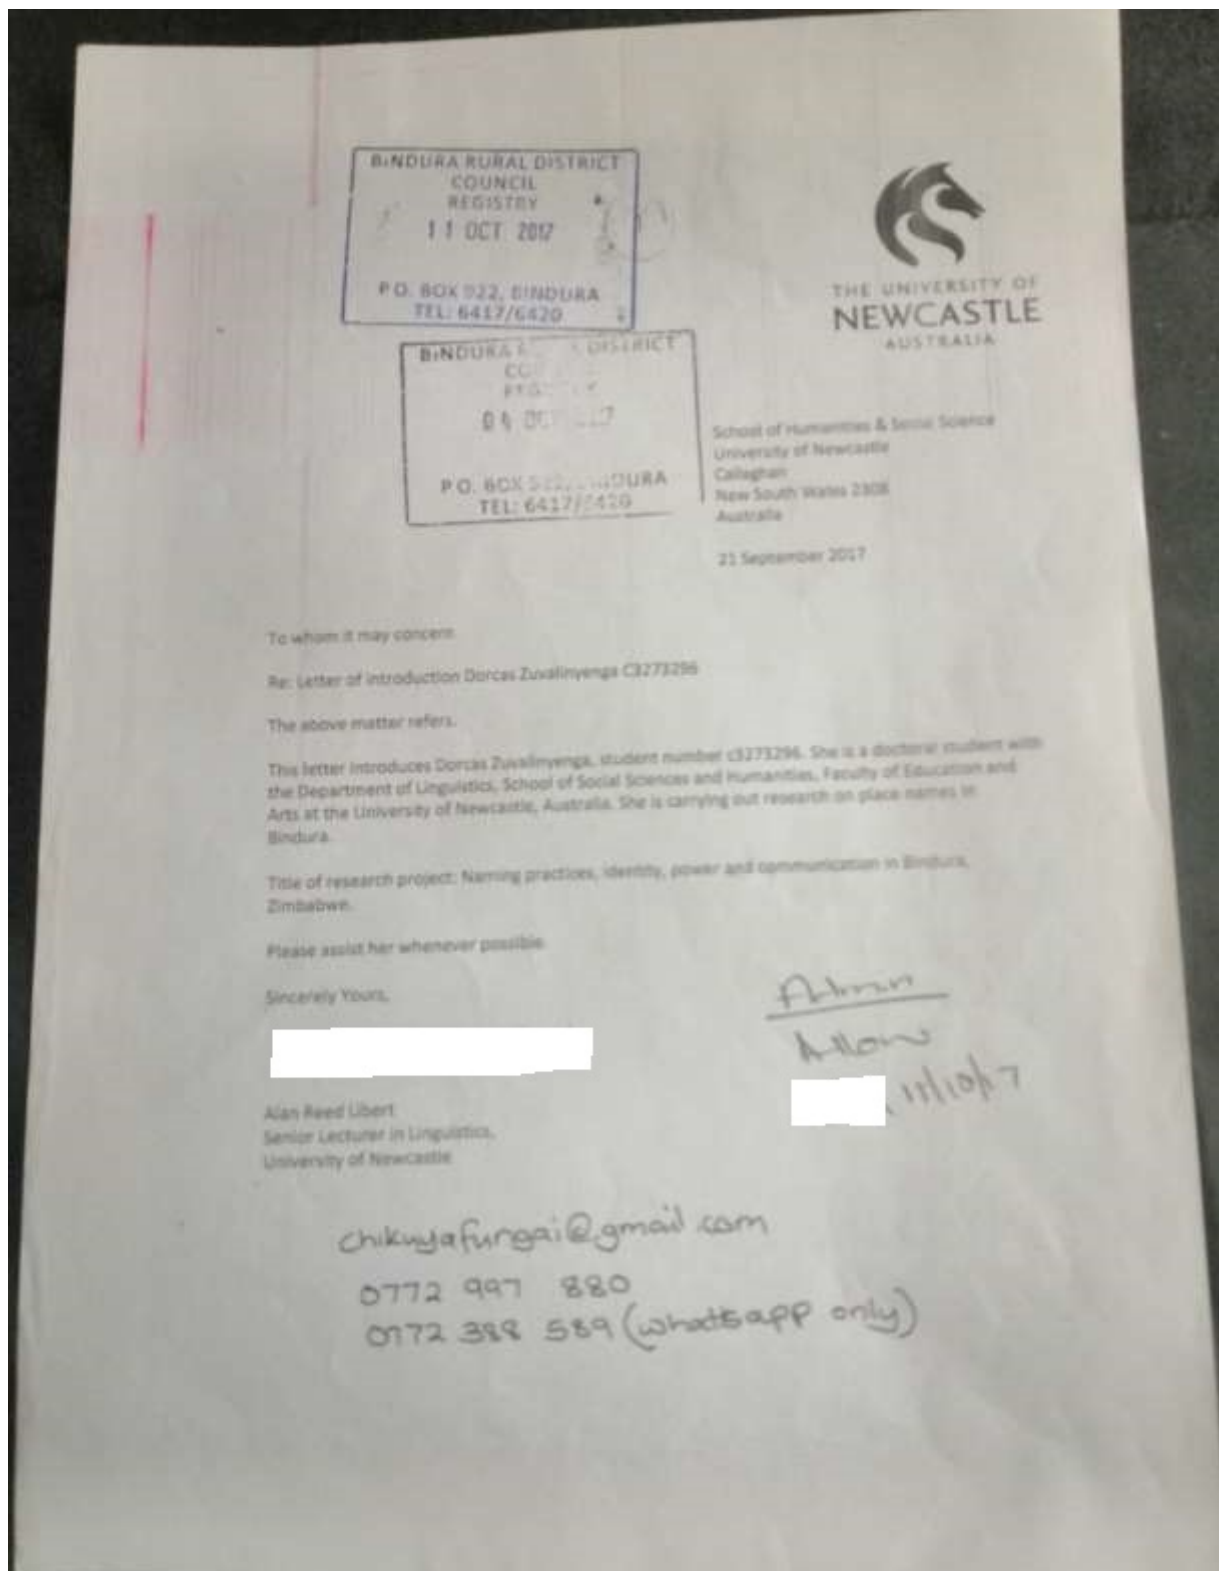 BINDURA RURAL DISTRICT
COUNCIL
REGISTRY
11 OCT 2017
P O. BOX 922, BINDURA
TEL: 6417/6420
THE UNIVERSITY OF
NEWCASTLE
AUSTRALIA
BINDURA DISTRICT
P O. BOX
TEL: 6417/6420
School of Humanities & Social Science
University of Newcastle
Callaghan
New South Wales 2308
Australia
21 September 2017
To whom it may concern
Re: Letter of introduction Dorcas Zuvalinyenga C3273296
The above matter refers.
This letter introduces Dorcas Zuvalinyenga, student number c3273296. She is a doctoral student with
the Department of Linguistics, School of Social Sciences and Humanities, Faculty of Education and
Arts at the University of Newcastle, Australia. She is carrying out research on place names in
Bindura.
Title of research project: Naming practices, identity, power and communication in Bindura,
Zimbabwe.
Please assist her whenever possible.
Sincerely Yours,
Admin
Allow
11/10/17
Alan Reed Libert
Senior Lecturer in Linguistics,
University of Newcastle
chikuyafungai@gmail.com
0772 997 880
0772 388 589 (whatsapp only)